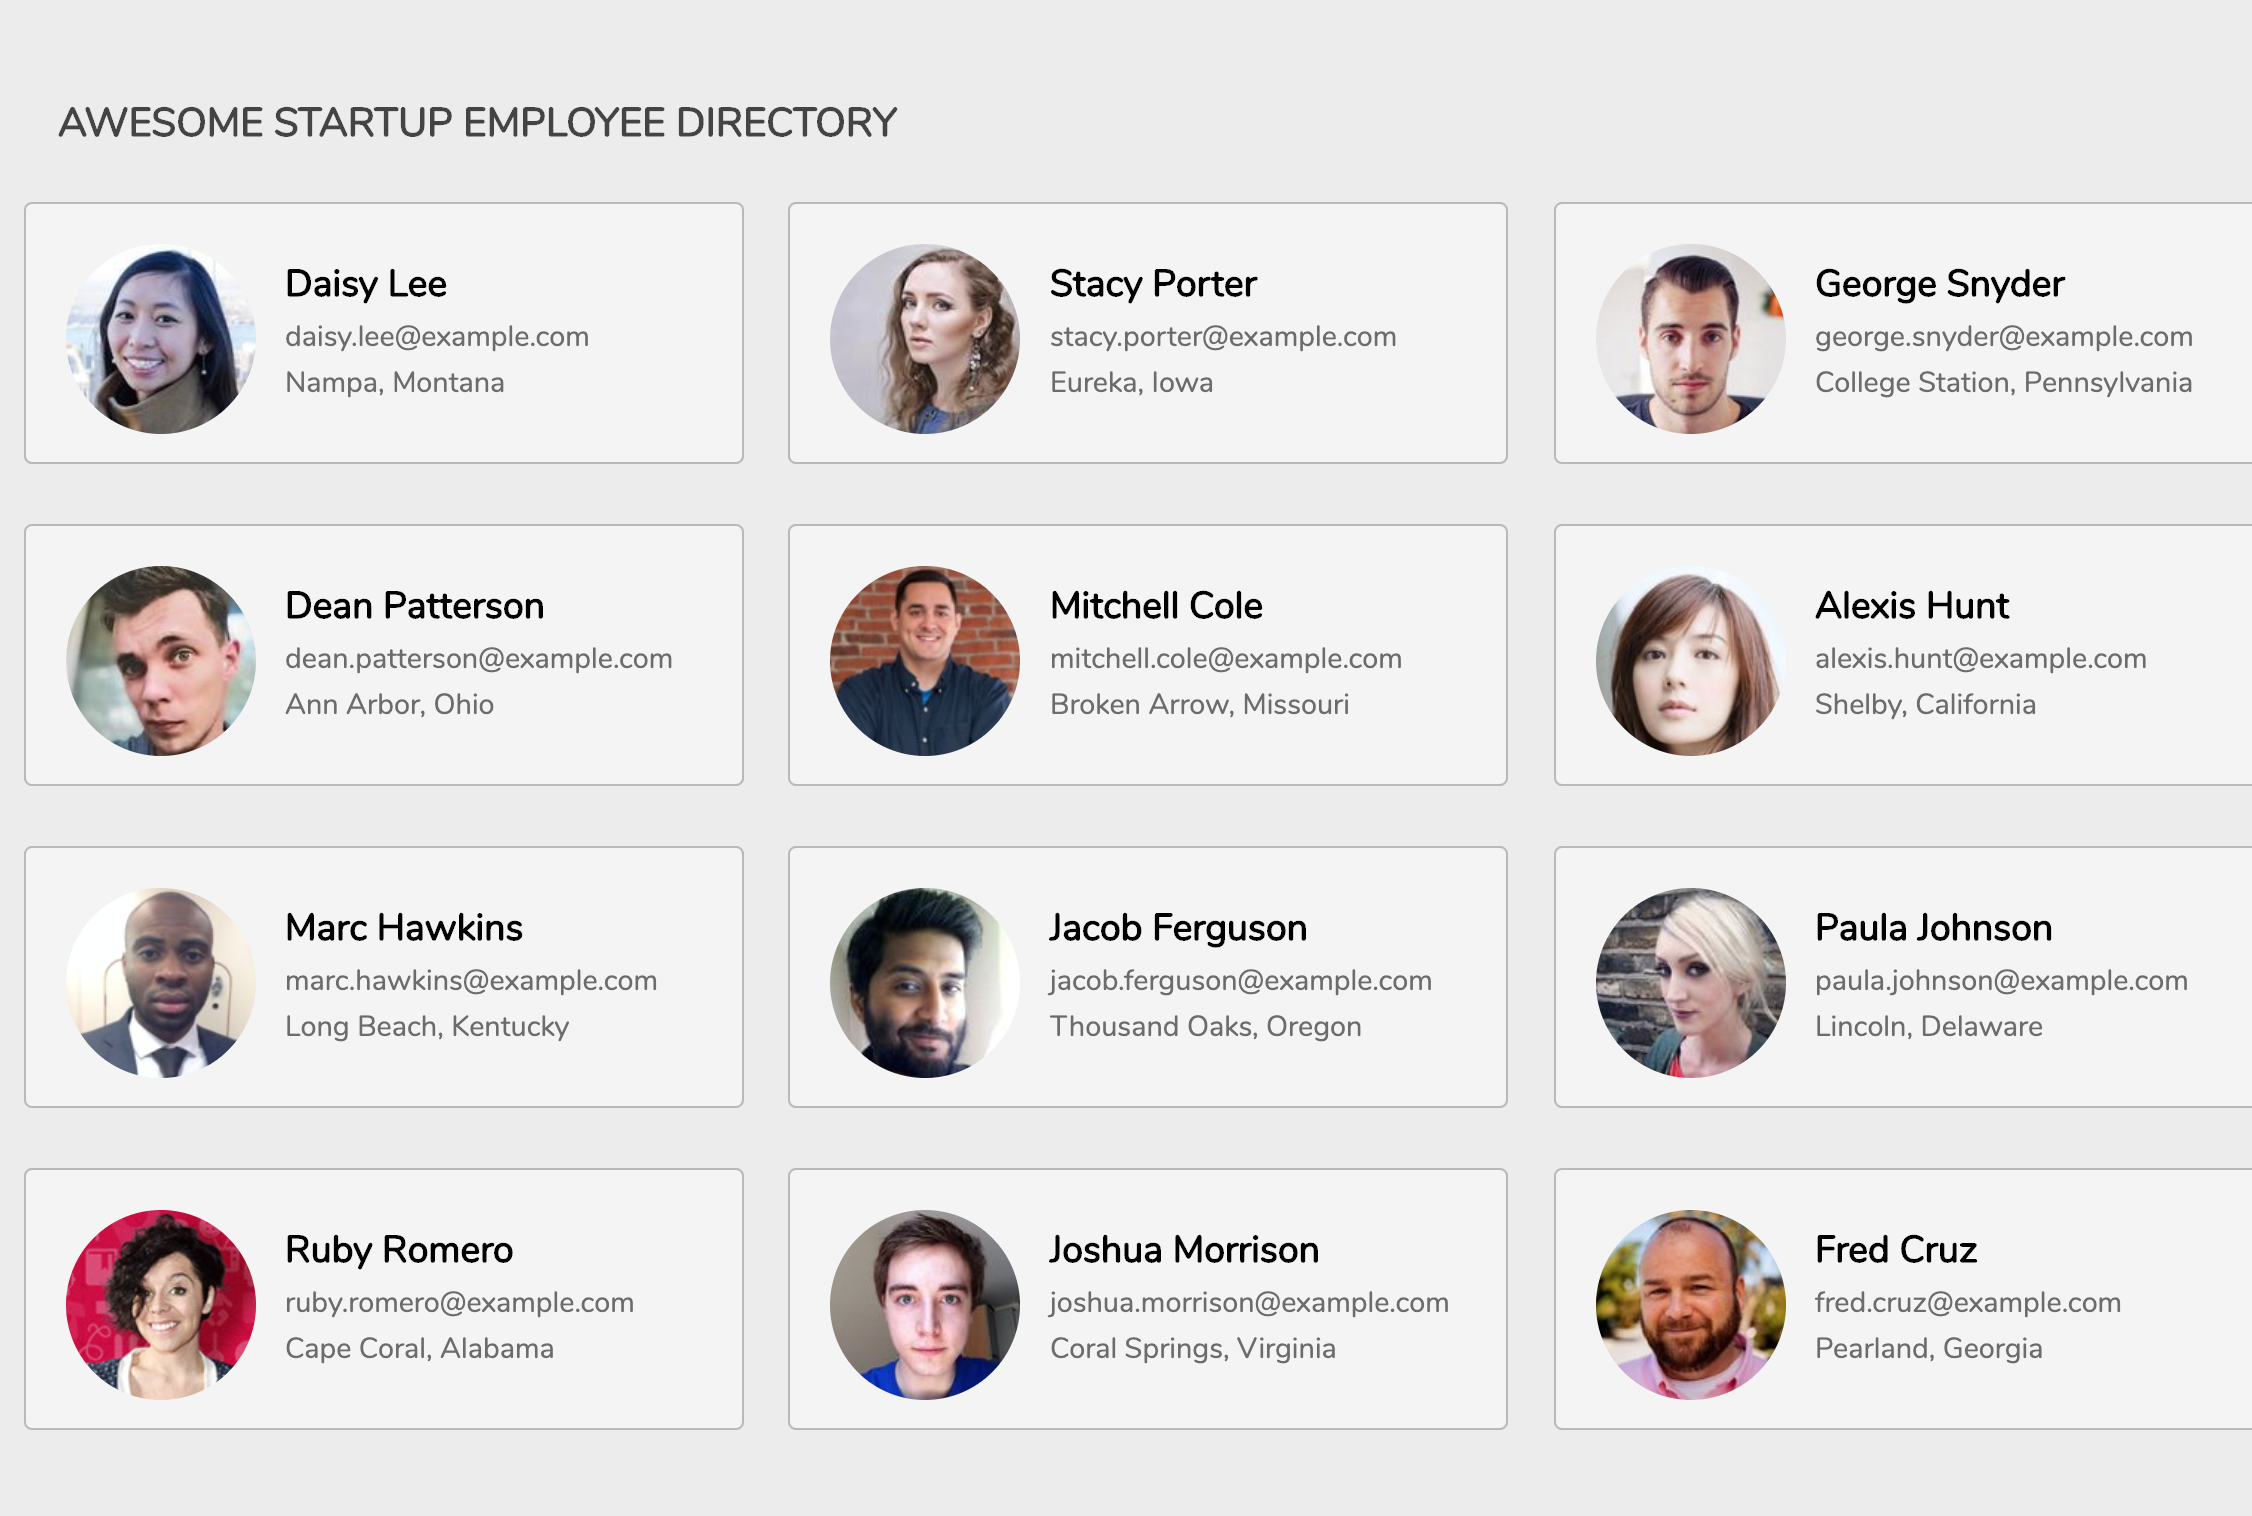 AWESOME STARTUP EMPLOYEE DIRECTORY
Daisy Lee
daisy.lee@example.com
Nampa, Montana
Stacy Porter
stacy.porter@example.com
Eureka, Iowa
George Snyder
george.snyder@example.com
College Station, Pennsylvania
Dean Patterson
dean.patterson@example.com
Ann Arbor, Ohio
Mitchell Cole
mitchell.cole@example.com
Broken Arrow, Missouri
Alexis Hunt
alexis.hunt@example.com
Shelby, California
Marc Hawkins
marc.hawkins@example.com
Long Beach, Kentucky
Jacob Ferguson
jacob.ferguson@example.com
Thousand Oaks, Oregon
Paula Johnson
paula.johnson@example.com
Lincoln, Delaware
Ruby Romero
ruby.romero@example.com
Cape Coral, Alabama
Joshua Morrison
joshua.morrison@example.com
Coral Springs, Virginia
Fred Cruz
fred.cruz@example.com
Pearland, Georgia